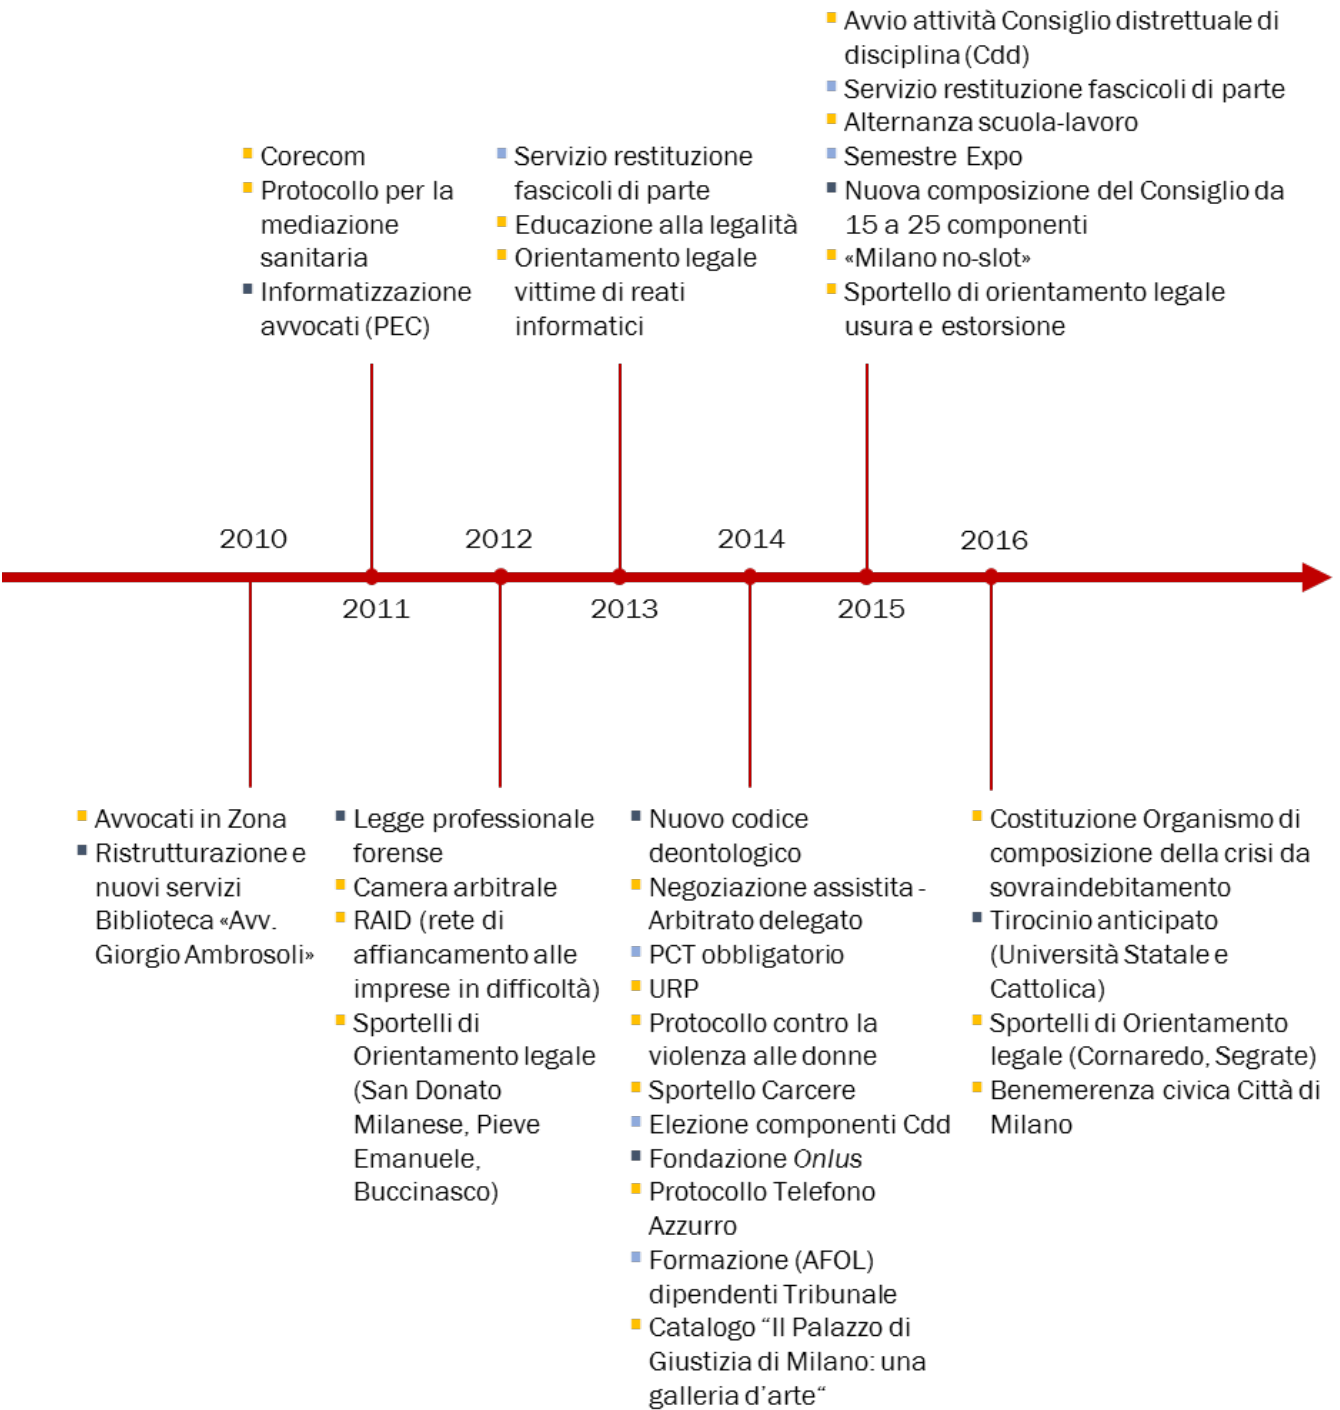 Avvio attività Consiglio distrettuale di
disciplina (Cdd)
Servizio restituzione fascicoli di parte
Alternanza scuola-lavoro
Semestre Expo
Nuova composizione del Consiglio da
15 a 25 componenti
«Milano no-slot»
Sportello di orientamento legale
usura e estorsione
Corecom
Protocollo per la
mediazione
sanitaria
Informatizzazione
avvocati (PEC)
Servizio restituzione
fascicoli di parte
Educazione alla legalità
Orientamento legale
vittime di reati
informatici
2010
2012
2014
2016
2011
2013
2015
Avvocati in Zona
Ristrutturazione e
nuovi servizi
Biblioteca «Avv.
Giorgio Ambrosoli»
Legge professionale
forense
Camera arbitrale
RAID (rete di
affiancamento alle
imprese in difficoltà)
Sportelli di
Orientamento legale
(San Donato
Milanese, Pieve
Emanuele,
Buccinasco)
Nuovo codice
deontologico
Negoziazione assistita -
Arbitrato delegato
PCT obbligatorio
URP
Protocollo contro la
violenza alle donne
Sportello Carcere
Elezione componenti Cdd
Fondazione Onlus
Protocollo Telefono
Azzurro
Formazione (AFOL)
dipendenti Tribunale
Catalogo “Il Palazzo di
Giustizia di Milano: una
galleria d’arte“
Costituzione Organismo di
composizione della crisi da
sovraindebitamento
Tirocinio anticipato
(Università Statale e
Cattolica)
Sportelli di Orientamento
legale (Cornaredo, Segrate)
Benemerenza civica Città di
Milano